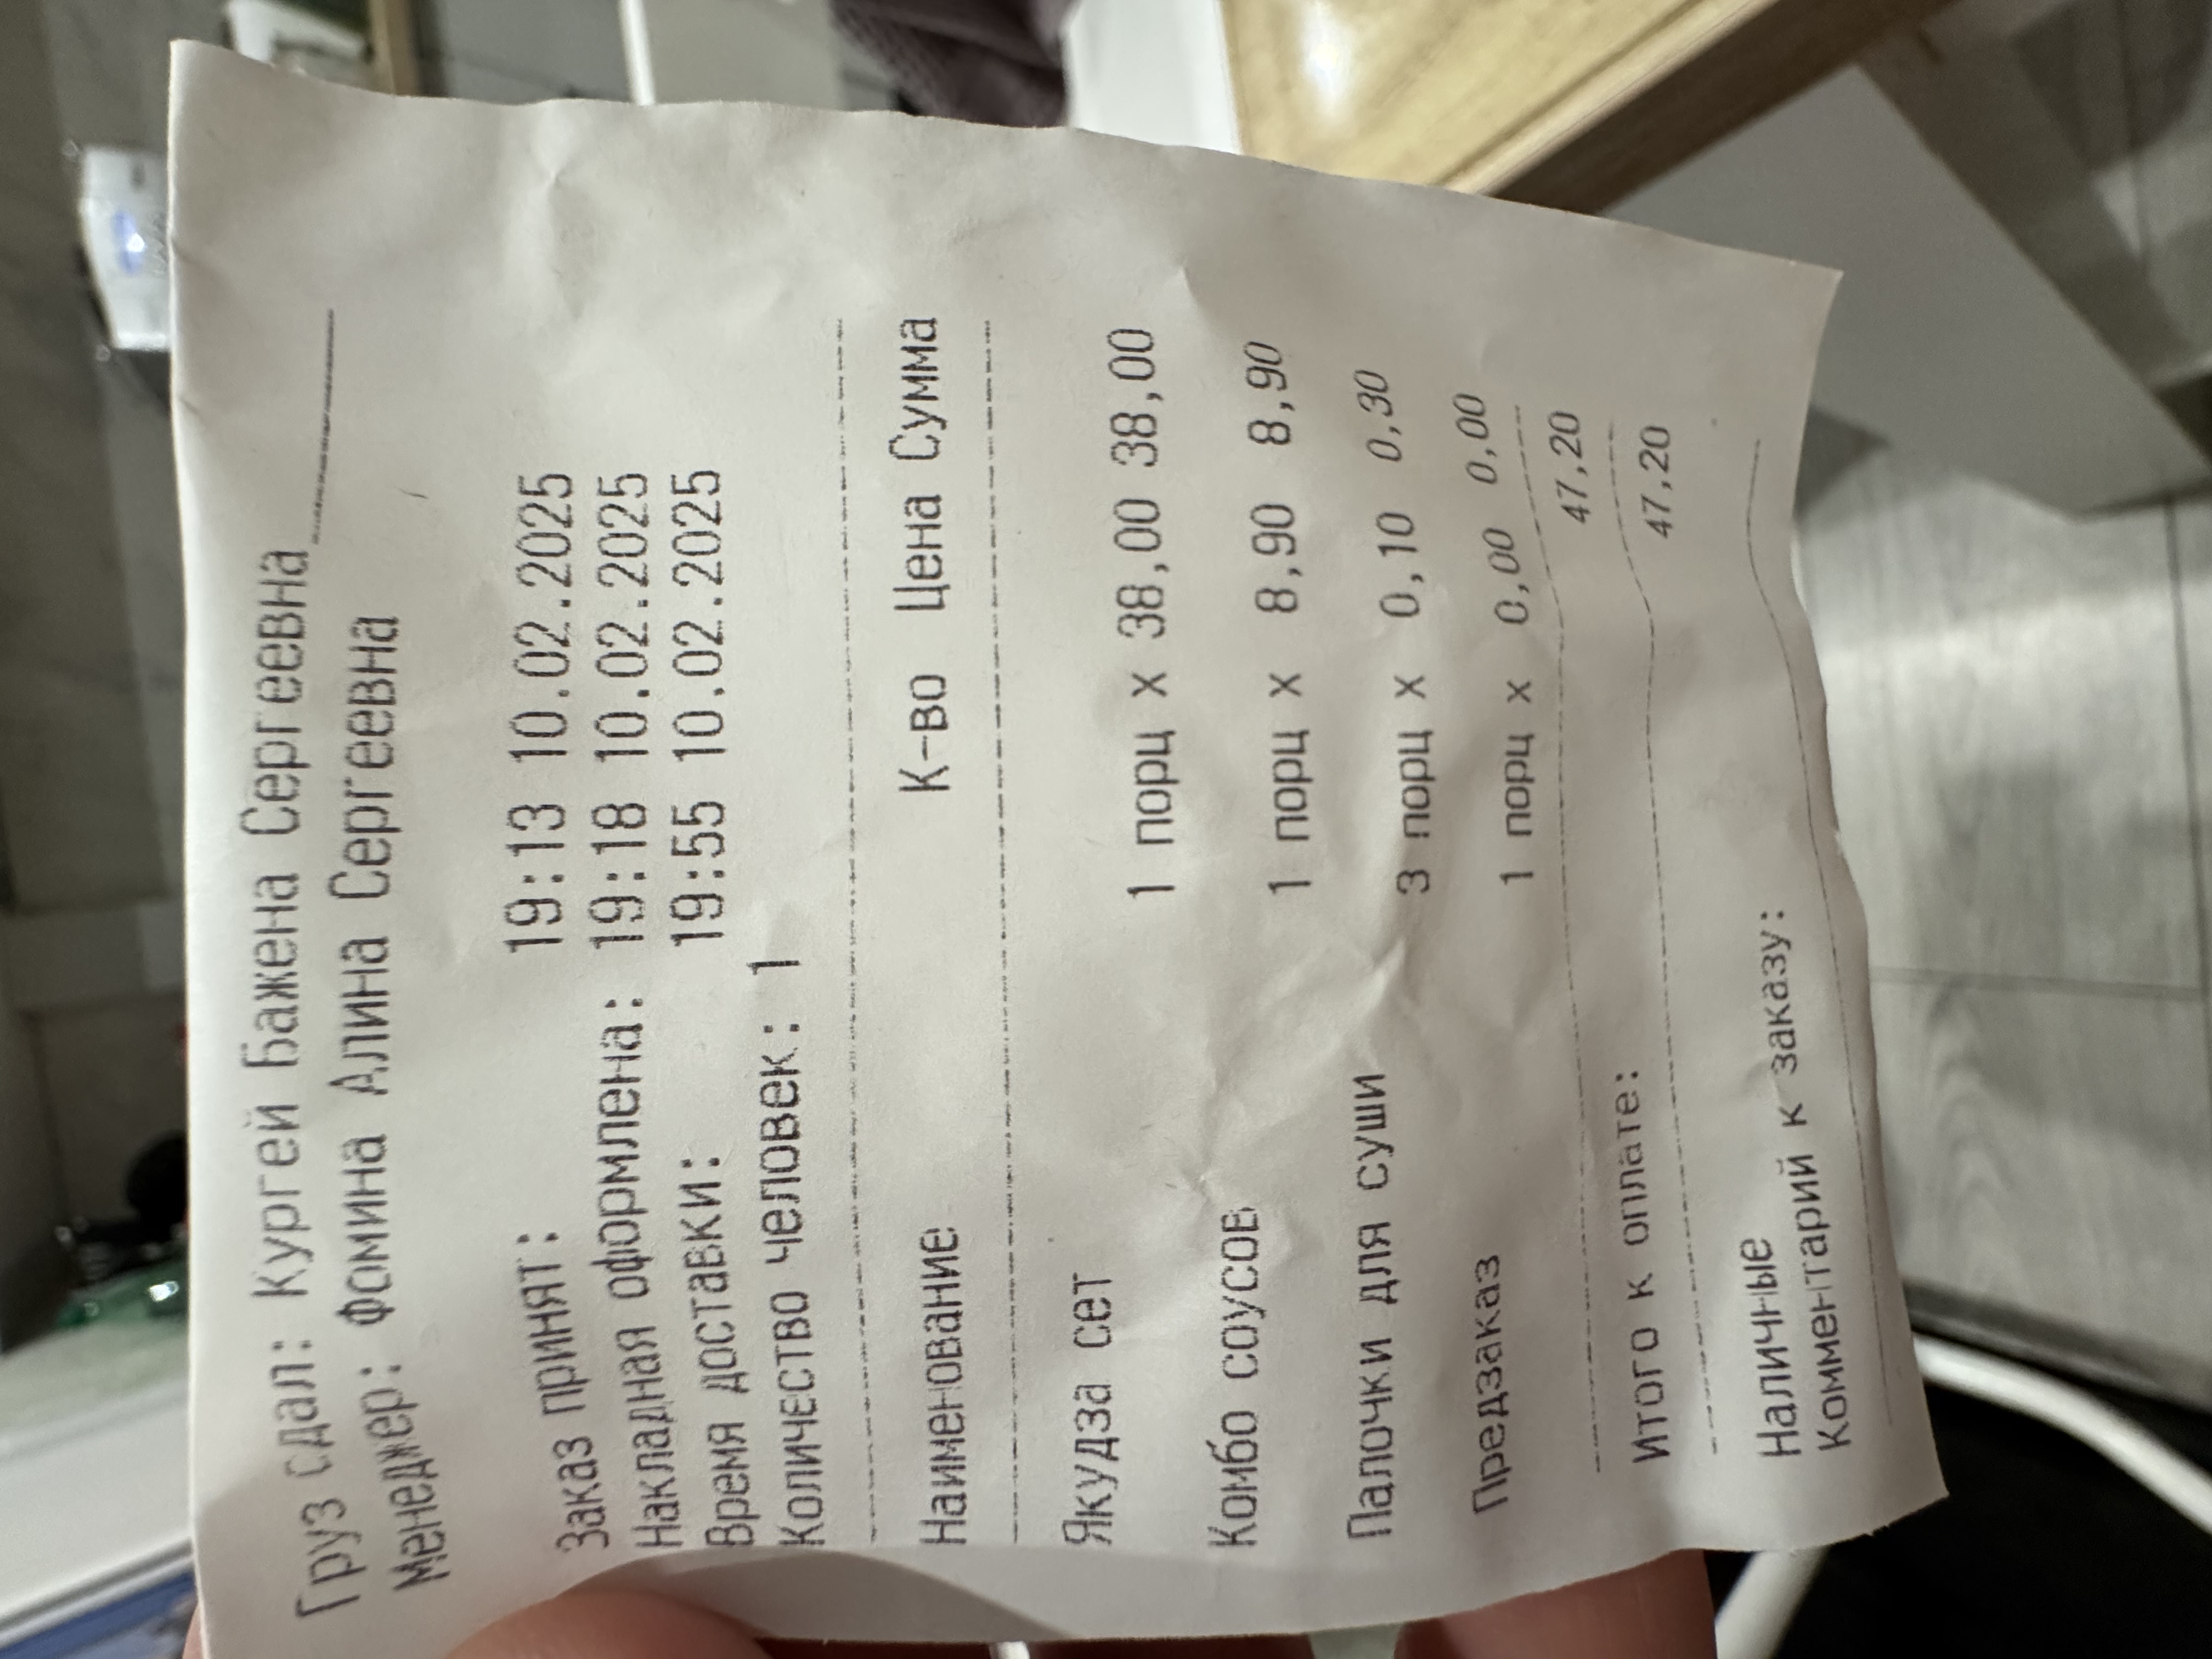 Груз сдал: Кургей Бажена Сергеевна
Менеджер: Фомина Алина Сергеевна
Заказ принят: 19:13 10.02.2025
Накладная оформлена: 19:18 10.02.2025
Время доставки: 19:55 10.02.2025
Количество человек: 1
Наименование К-во Цена Сумма
Якудза сет
1 порц x 38,00 38,00
Комбо соусов
1 порц x 8,90 8,90
Палочки для суши
3 порц x 0,10 0,30
Предзаказ 1 порц x 0,00 0,00
47,20
Итого к оплате: 47,20
Наличные
Комментарий к заказу: